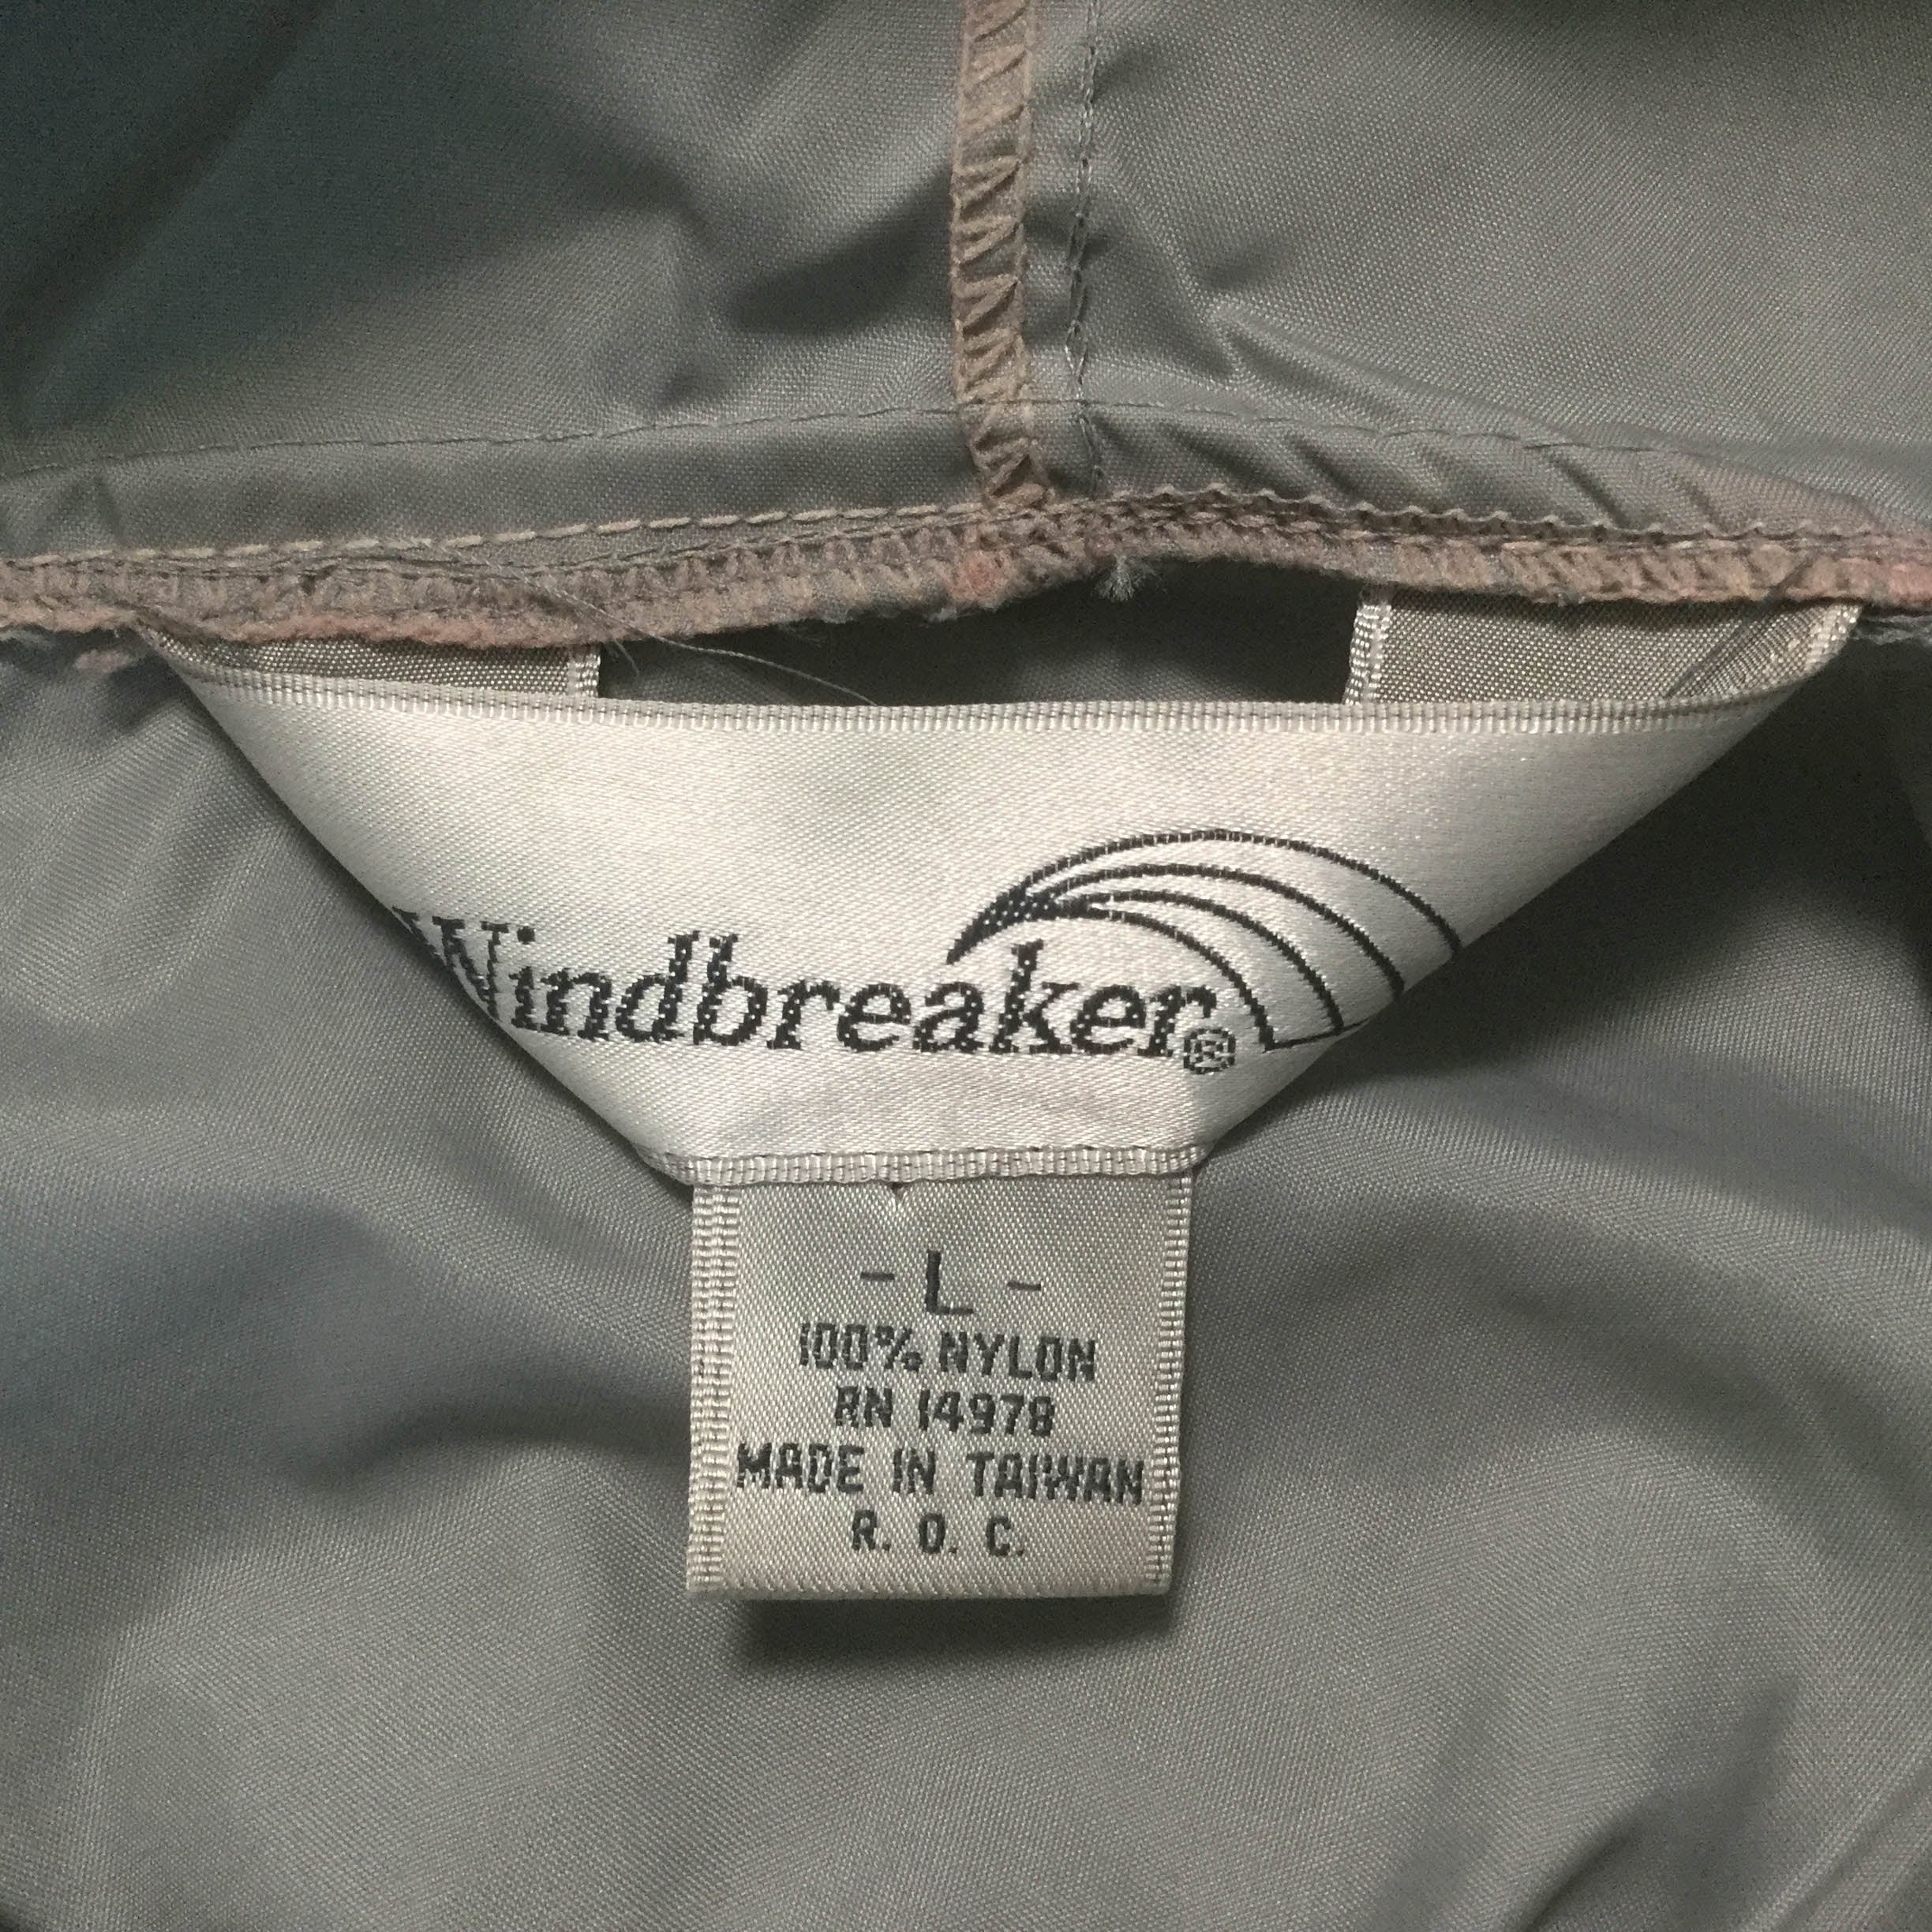 Windbreaker®
- L -
100% NYLON
RN 14978
MADE IN TAIWAN
R. O. C.